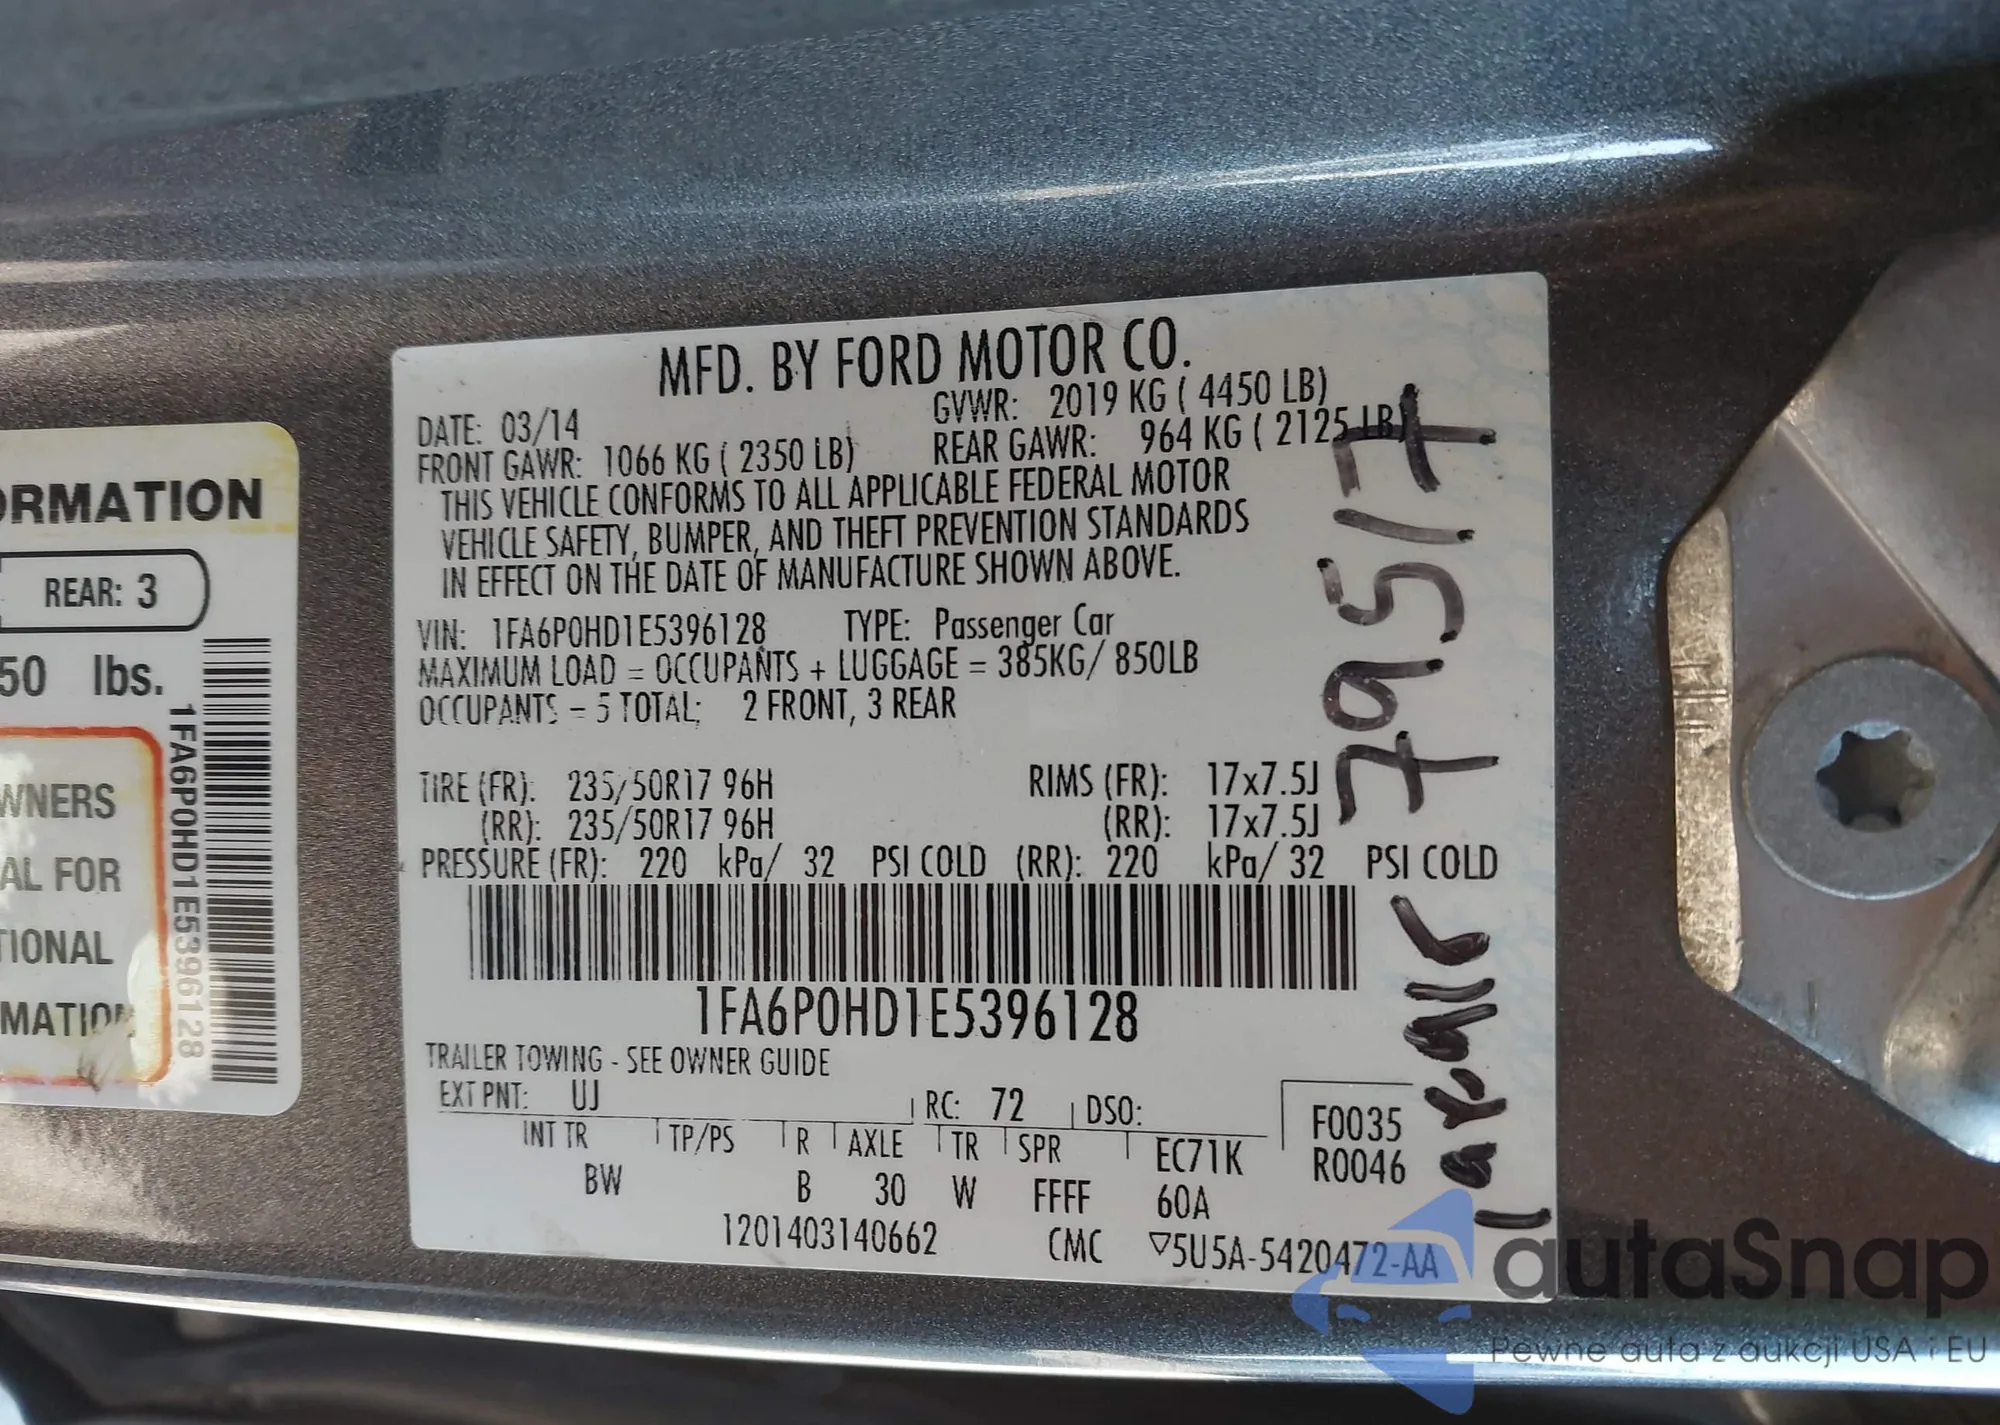 ORMATION
REAR: 3
50 lbs.
WNERS
AL FOR
TIONAL
MATION
1FA6P0HD1E5396128
MFD. BY FORD MOTOR CO.
DATE: 03/14 GVWR: 2019 KG ( 4450 LB)
FRONT GAWR: 1066 KG ( 2350 LB) REAR GAWR: 964 KG ( 2125 LB)
THIS VEHICLE CONFORMS TO ALL APPLICABLE FEDERAL MOTOR
VEHICLE SAFETY, BUMPER, AND THEFT PREVENTION STANDARDS
IN EFFECT ON THE DATE OF MANUFACTURE SHOWN ABOVE.
VIN: 1FA6P0HD1E5396128 TYPE: Passenger Car
MAXIMUM LOAD = OCCUPANTS + LUGGAGE = 385KG/ 850LB
OCCUPANTS = 5 TOTAL; 2 FRONT, 3 REAR
TIRE (FR): 235/50R17 96H RIMS (FR): 17x7.5J
(RR): 235/50R17 96H (RR): 17x7.5J
PRESSURE (FR): 220 kPa/ 32 PSI COLD (RR): 220 kPa/ 32 PSI COLD
1FA6P0HD1E5396128
TRAILER TOWING - SEE OWNER GUIDE
EXT PNT: UJ RC: 72 DSO:
INT TR TP/PS R AXLE TR SPR EC71K F0035
BW B 30 W FFFF 60A R0046
1201403140662 CMC ▽5U5A-5420472-AA
79517
autaSnap
Pewne auta z aukcji USA i EU